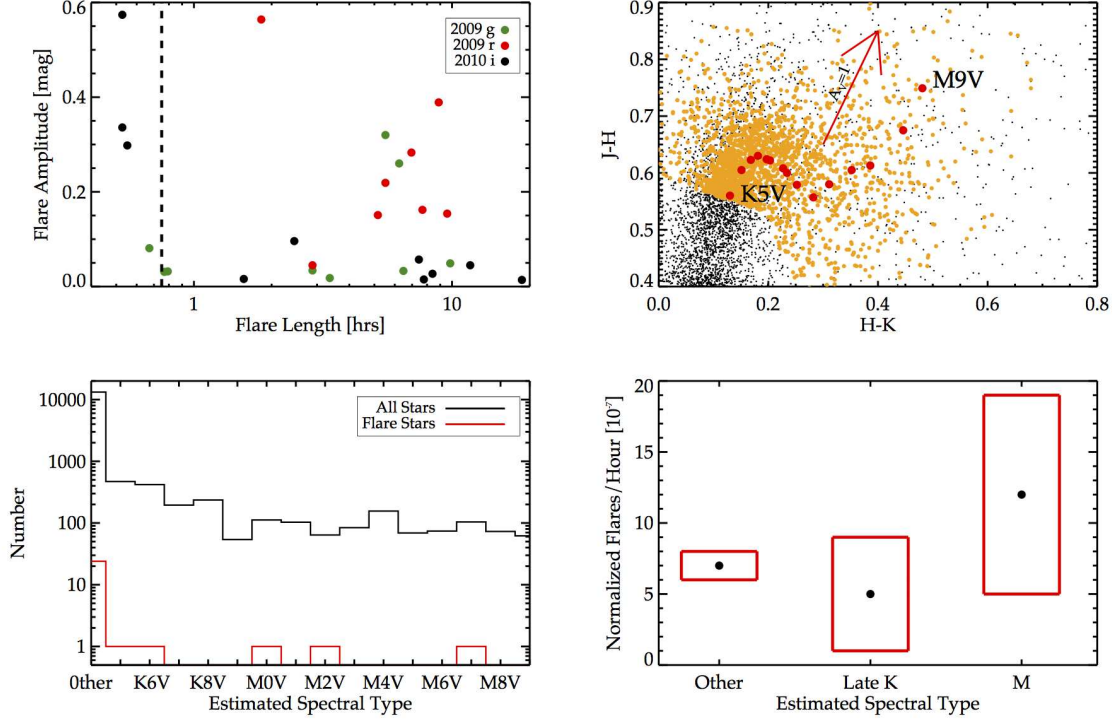 0.6
0.4
0.2
0.0
Flare Amplitude [mag]
2009 g
2009 r
2010 i
1
10
Flare Length [hrs]
0.9
0.8
0.7
0.6
0.5
0.4
J-H
A_V=1
M9V
K5V
0.0
0.2
0.4
0.6
0.8
H-K
10000
1000
100
10
1
Number
All Stars
Flare Stars
Other
K6V
K8V
M0V
M2V
M4V
M6V
M8V
Estimated Spectral Type
20
15
10
5
0
Normalized Flares/Hour [10⁻⁷]
Other
Late K
M
Estimated Spectral Type